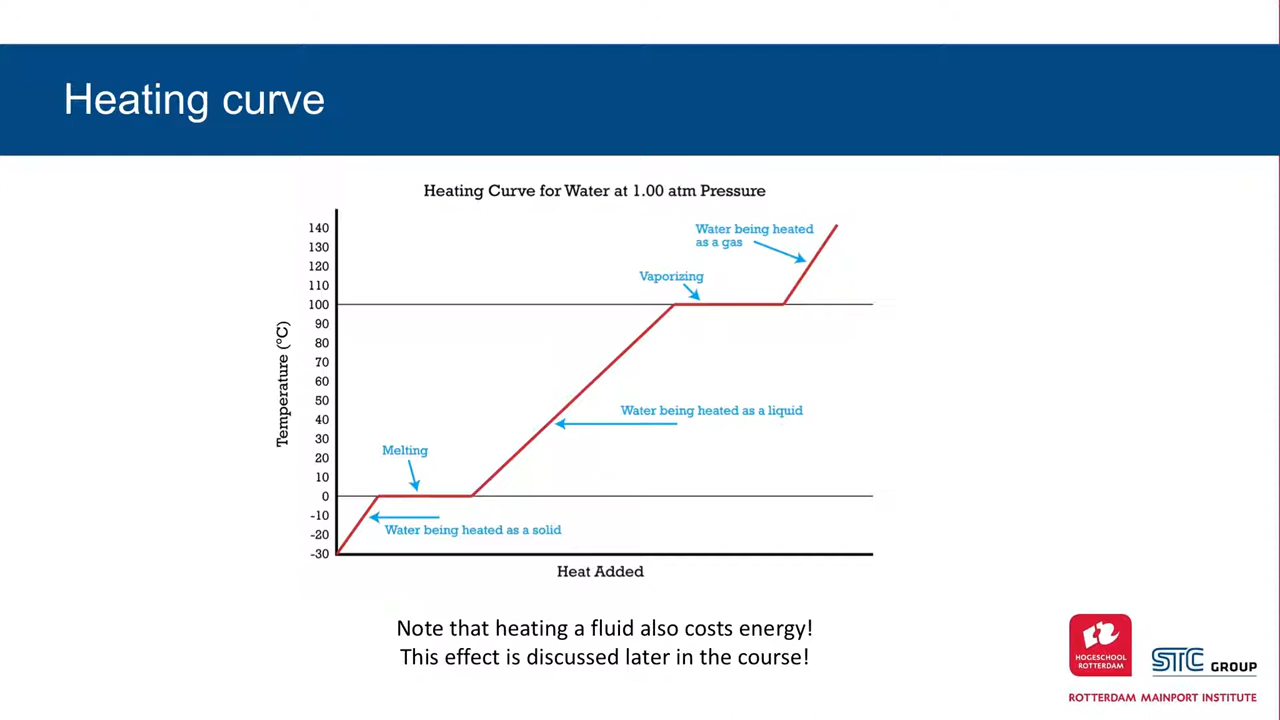 Heating curve
Heating Curve for Water at 1.00 atm Pressure
Water being heated
as a gas
Vaporizing
140
130
120
110
100
90
80
70
60
50
40
30
20
10
0
-10
-20
-30
Temperature (°C)
Water being heated as a liquid
Melting
Water being heated as a solid
Heat Added
Note that heating a fluid also costs energy!
This effect is discussed later in the course!
HOGESCHOOL
ROTTERDAM
STC GROUP
ROTTERDAM MAINPORT INSTITUTE